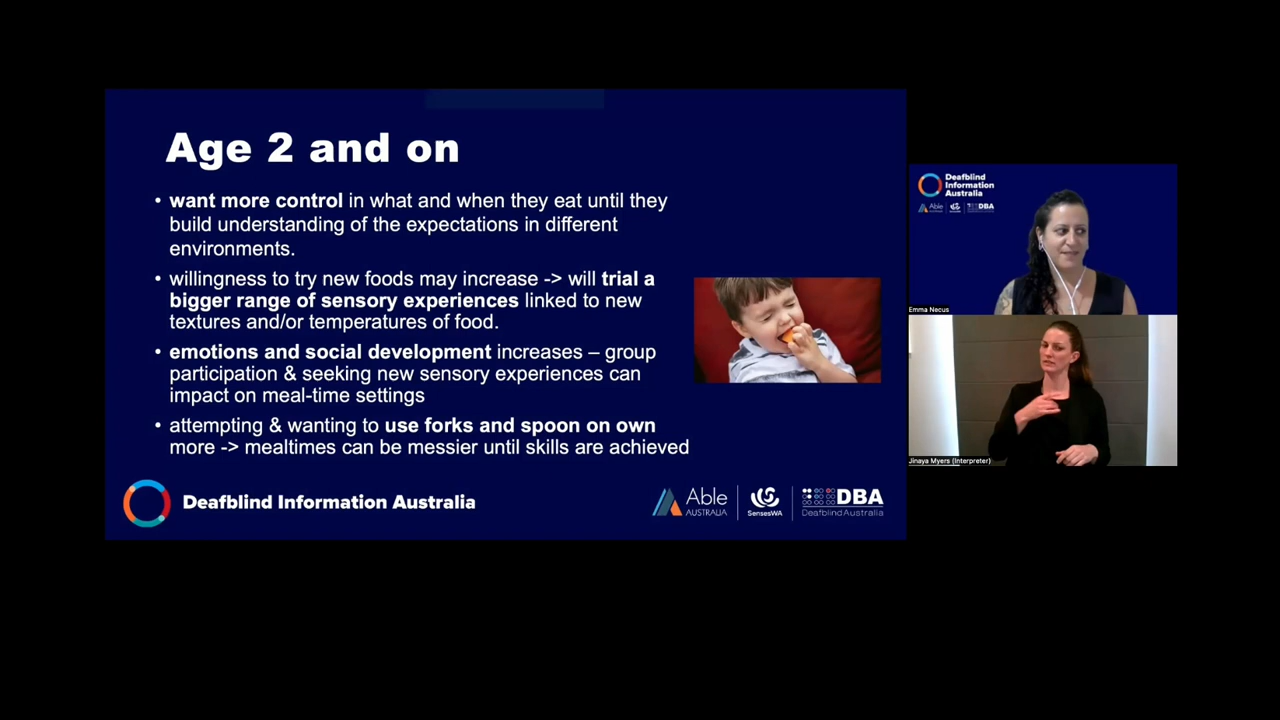 Age 2 and on
• want more control in what and when they eat until they
build understanding of the expectations in different
environments.
• willingness to try new foods may increase -> will trial a
bigger range of sensory experiences linked to new
textures and/or temperatures of food.
• emotions and social development increases – group
participation & seeking new sensory experiences can
impact on meal-time settings
• attempting & wanting to use forks and spoon on own
more -> mealtimes can be messier until skills are achieved
Deafblind Information Australia
Able
AUSTRALIA
SensesWA
DBA
DeafblindAustralia
Deafblind
Information
Australia
Able
DBA
Emma Necus
Jinaya Myers (Interpreter)